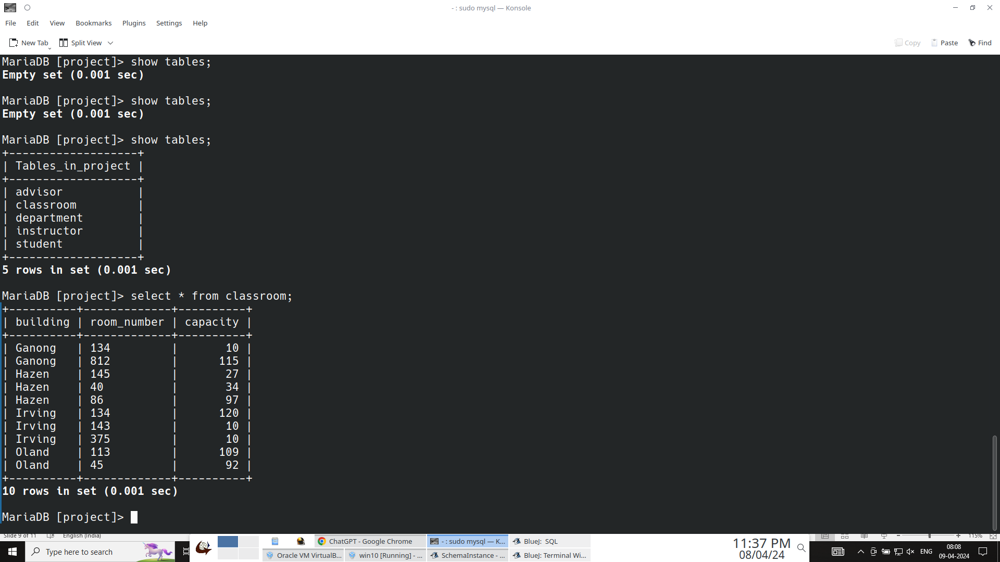 - : sudo mysql — Konsole
File Edit View Bookmarks Plugins Settings Help
New Tab Split View Copy Paste Find
MariaDB [project]> show tables;
Empty set (0.001 sec)
MariaDB [project]> show tables;
Empty set (0.001 sec)
MariaDB [project]> show tables;
+-------------------+
| Tables_in_project |
+-------------------+
| advisor           |
| classroom         |
| department        |
| instructor        |
| student           |
+-------------------+
5 rows in set (0.001 sec)
MariaDB [project]> select * from classroom;
+----------+-------------+----------+
| building | room_number | capacity |
+----------+-------------+----------+
| Ganong   | 134         |       10 |
| Ganong   | 812         |      115 |
| Hazen    | 145         |       27 |
| Hazen    | 40          |       34 |
| Hazen    | 86          |       97 |
| Irving   | 134         |      120 |
| Irving   | 143         |       10 |
| Irving   | 375         |       10 |
| Oland    | 113         |      109 |
| Oland    | 45          |       92 |
+----------+-------------+----------+
10 rows in set (0.001 sec)
MariaDB [project]>
Slide 9 of 11 English (India) 115%
ChatGPT - Google Chrome - : sudo mysql — K... BlueJ: SQL
Oracle VM VirtualB... win10 [Running] - ... SchemaInstance - ... BlueJ: Terminal Wi...
11:37 PM
08/04/24
Type here to search
ENG
08:08
09-04-2024